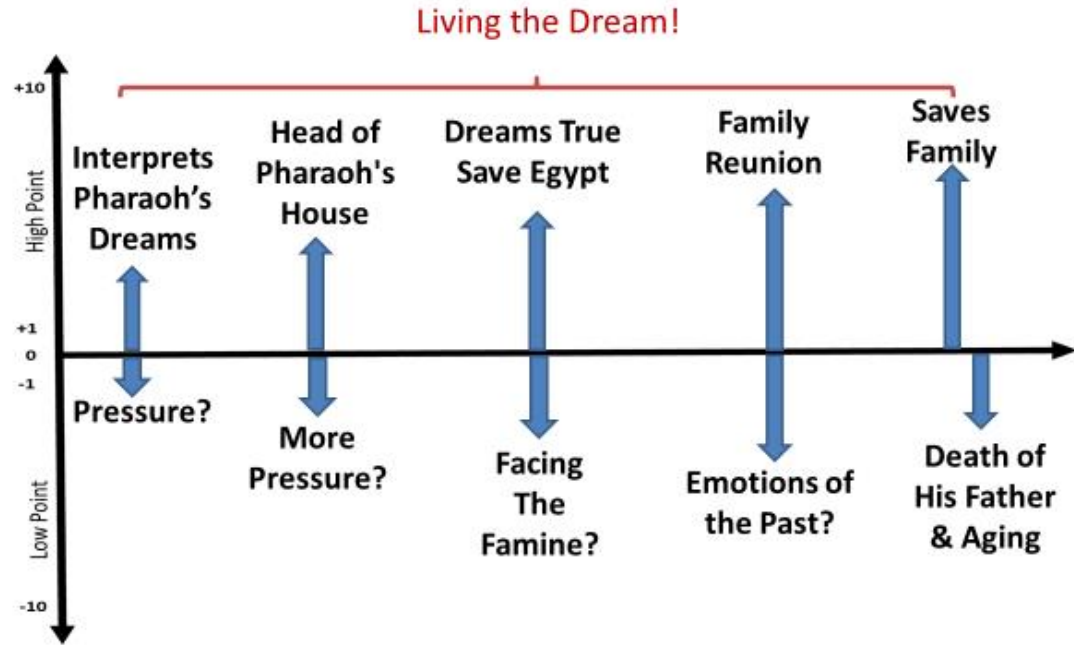 Living the Dream!
+10
High Point
+1
0
-1
Low Point
-10
Interprets
Pharaoh’s
Dreams
Head of
Pharaoh's
House
Dreams True
Save Egypt
Family
Reunion
Saves
Family
Pressure?
More
Pressure?
Facing
The
Famine?
Emotions of
the Past?
Death of
His Father
& Aging